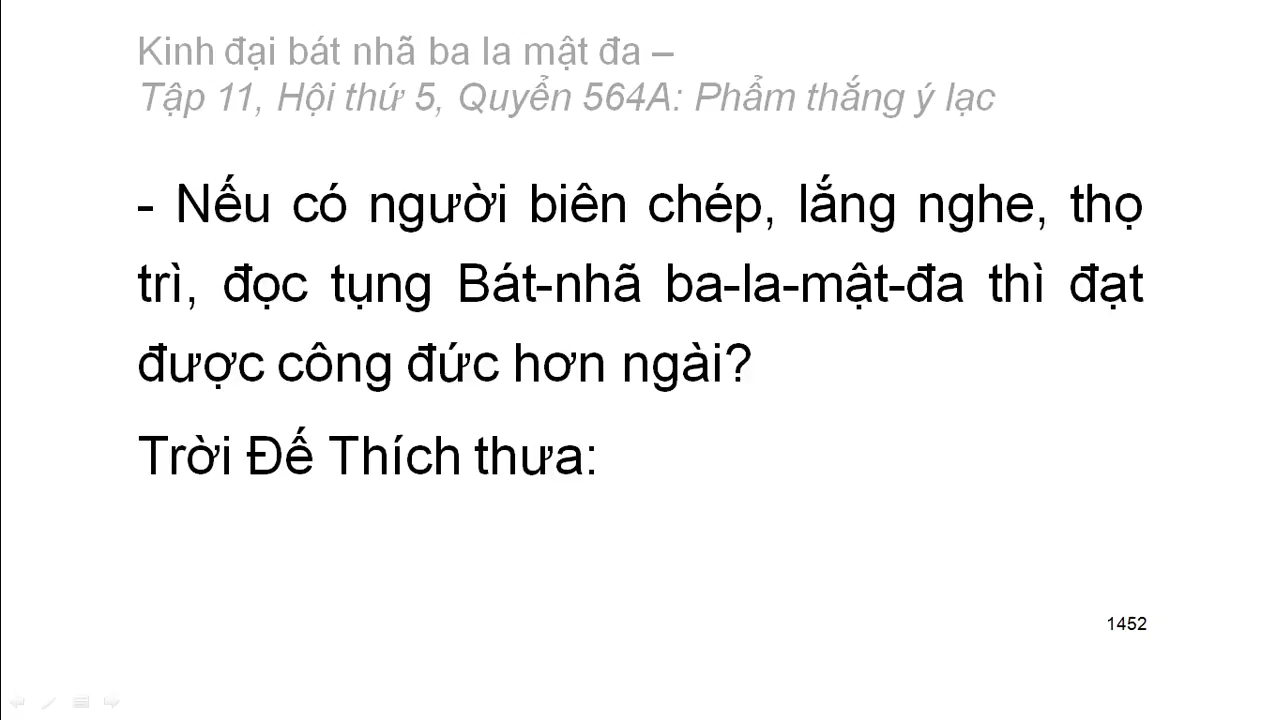 Kinh đại bát nhã ba la mật đa –
Tập 11, Hội thứ 5, Quyển 564A: Phẩm thắng ý lạc
- Nếu có người biên chép, lắng nghe, thọ
trì, đọc tụng Bát-nhã ba-la-mật-đa thì đạt
được công đức hơn ngài?
Trời Đế Thích thưa:
1452